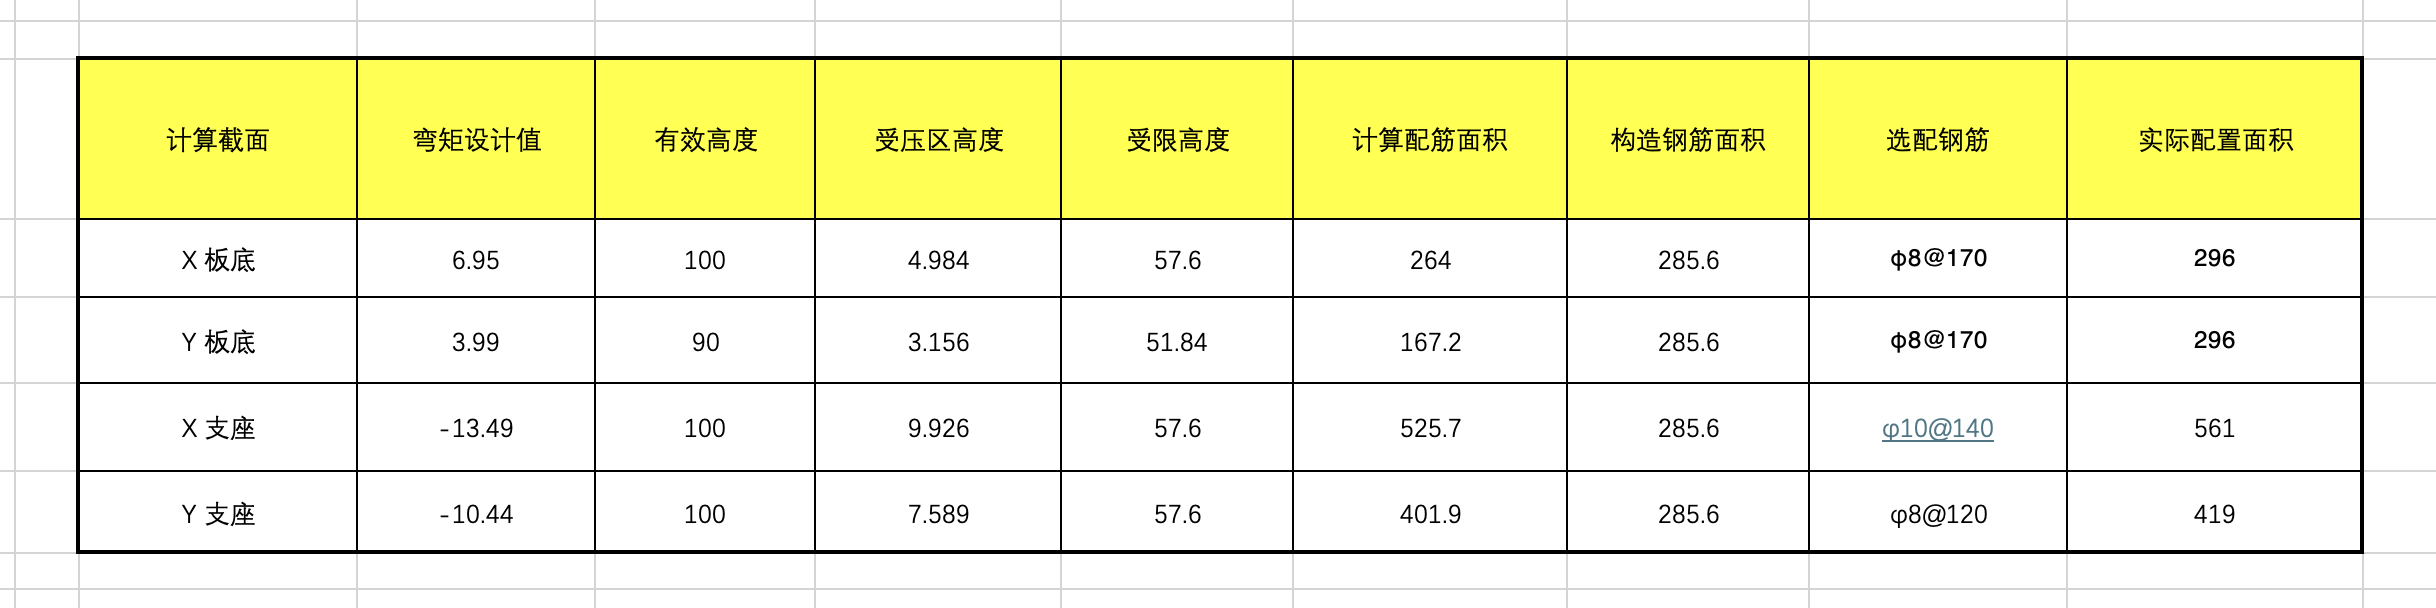 计算截面 弯矩设计值 有效高度 受压区高度 受限高度 计算配筋面积 构造钢筋面积 选配钢筋 实际配置面积
X 板底 6.95 100 4.984 57.6 264 285.6 φ8@170 296
Y 板底 3.99 90 3.156 51.84 167.2 285.6 φ8@170 296
X 支座 -13.49 100 9.926 57.6 525.7 285.6 φ10@140 561
Y 支座 -10.44 100 7.589 57.6 401.9 285.6 φ8@120 419